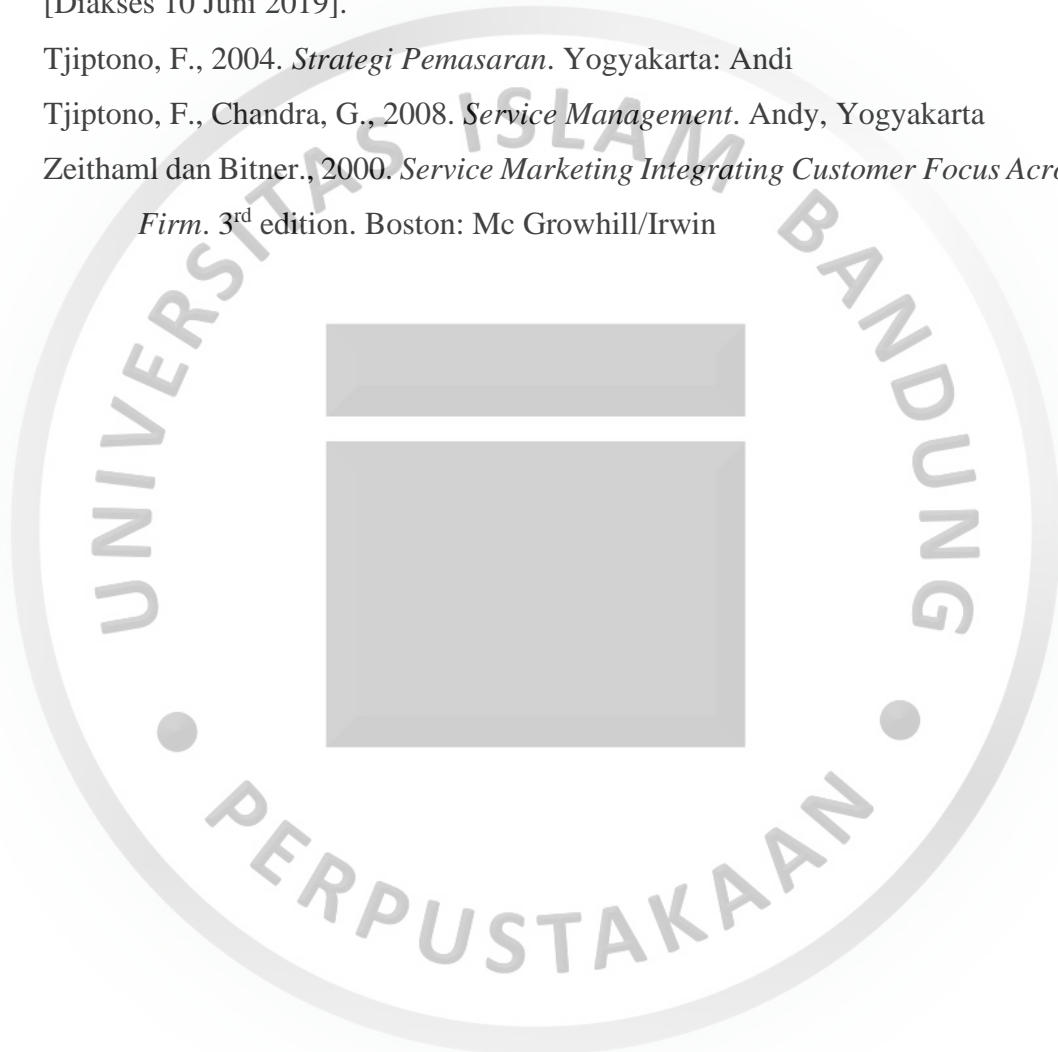 [Diakses 10 Juni 2019].
Tjiptono, F., 2004. Strategi Pemasaran. Yogyakarta: Andi
Tjiptono, F., Chandra, G., 2008. Service Management. Andy, Yogyakarta
Zeithaml dan Bitner., 2000. Service Marketing Integrating Customer Focus Acro
Firm. 3rd edition. Boston: Mc Growhill/Irwin
UNIVERSITAS ISLAM BANDUNG
PERPUSTAKAAN